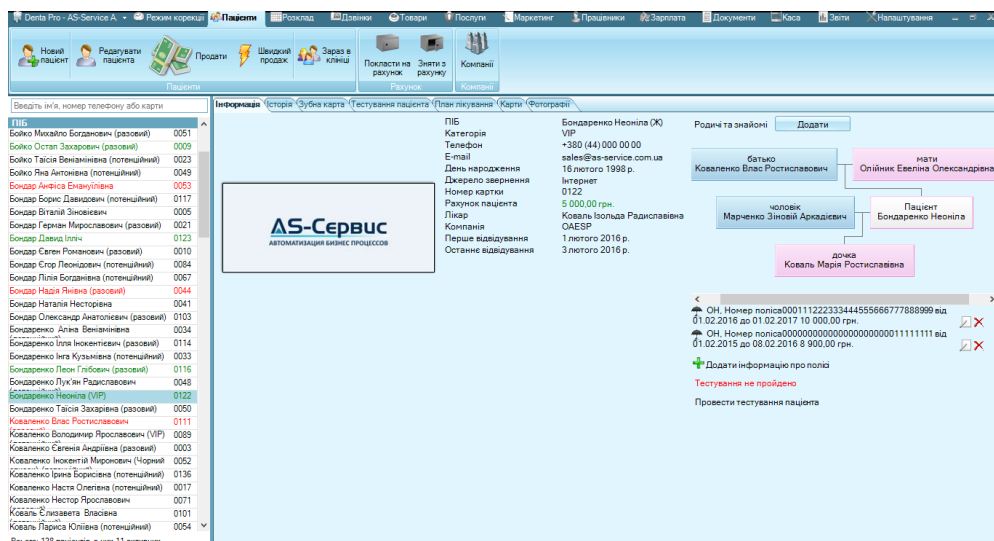 Denta Pro - AS-Service A. Режим корекції Пацієнти Розклад Дзвінки Товари Послуги Маркетинг Працівники Зарплата Документи Каса Звіти Налаштування
Новий пацієнт
Редагувати пацієнта
Продати
Швидкий продаж
Зараз в клініці
Покласти на рахунок
Зняти з рахунку
Компанії
Пацієнти
Рахунок
Компанії
Введіть ім'я, номер телефону або карти
ПІБ
Бойко Михайло Богданович (разовий) 0051
Бойко Остап Захарович (разовий) 0009
Бойко Таїсія Веніамінівна (потенційний) 0023
Бойко Яна Антонівна (потенційний) 0049
Бондар Анфіса Емануїлівна 0053
Бондар Борис Давидович (потенційний) 0117
Бондар Віталій Зіновієвич 0005
Бондар Герман Мирославович (разовий) 0021
Бондар Давид Ілліч 0123
Бондар Євген Романович (разовий) 0010
Бондар Єгор Леонідович (потенційний) 0084
Бондар Лілія Богданівна (потенційний) 0067
Бондар Надія Янівна (разовий) 0044
Бондар Наталія Несторівна 0041
Бондар Олександр Анатолієвич (разовий) 0103
Бондаренко Аліна Веніамінівна 0034
Бондаренко Ілля Інокентієвич (разовий) 0114
Бондаренко Інга Кузьмівна (потенційний) 0033
Бондаренко Леон Глібович (разовий) 0116
Бондаренко Лук'ян Радиславович 0048
Бондаренко Неоніла (VIP) 0122
Бондаренко Таїсія Захарівна (разовий) 0050
Коваленко Влас Ростиславович 0111
Коваленко Володимир Ярославович (VIP) 0089
Коваленко Євгенія Андріївна (разовий) 0003
Коваленко Інокентій Миронович (Чорний 0052
Коваленко Ірина Борисівна (потенційний) 0136
Коваленко Настя Олегівна (потенційний) 0017
Коваленко Нестор Ярославович 0071
Коваль Єлизавета Власівна 0101
Коваль Лариса Юліївна (потенційний) 0054
Інформація Історія Зубна карта Тестування пацієнта План лікування Карти Фотографії
AS-Сервис
АВТОМАТИЗАЦИЯ БИЗНЕС ПРОЦЕССОВ
ПІБ Бондаренко Неоніла (Ж)
Категорія VIP
Телефон +380 (44) 000 00 00
E-mail sales@as-service.com.ua
День народження 16 лютого 1998 р.
Джерело звернення Інтернет
Номер картки 0122
Рахунок пацієнта 5 000,00 грн.
Лікар Коваль Ізольда Радиславівна
Компанія OAESP
Перше відвідування 1 лютого 2016 р.
Останнє відвідування 3 лютого 2016 р.
Родичі та знайомі Додати
батько
Коваленко Влас Ростиславович
мати
Олійник Евеліна Олександрівна
чоловік
Марченко Зіновій Аркадієвич
Пацієнт
Бондаренко Неоніла
дочка
Коваль Марія Ростиславівна
ОН, Номер поліса000111222333444555666777888999 від
01.02.2016 до 01.02.2017 10 000,00 грн.
01.02.2015 до 08.02.2016 8 900,00 грн.
Додати інформацію про полісі
Тестування не пройдено
Провести тестування пацієнта